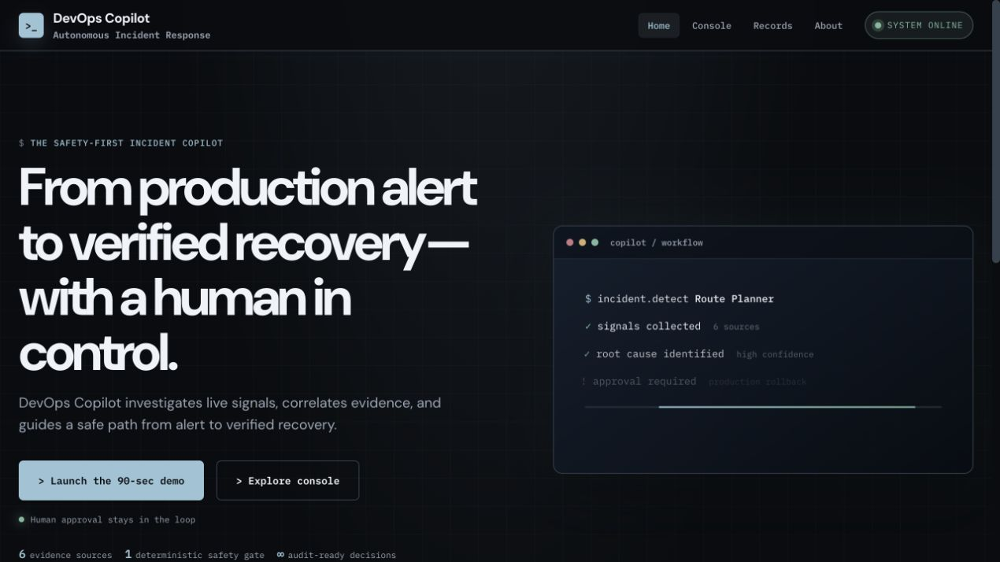 >_
DevOps Copilot
Autonomous Incident Response
Home
Console
Records
About
SYSTEM ONLINE
$ THE SAFETY-FIRST INCIDENT COPILOT
From production alert
to verified recovery—
with a human in
control.
DevOps Copilot investigates live signals, correlates evidence, and
guides a safe path from alert to verified recovery.
> Launch the 90-sec demo
> Explore console
Human approval stays in the loop
6 evidence sources 1 deterministic safety gate ∞ audit-ready decisions
copilot / workflow
$ incident.detect Route Planner
✓ signals collected 6 sources
✓ root cause identified high confidence
! approval required production rollback